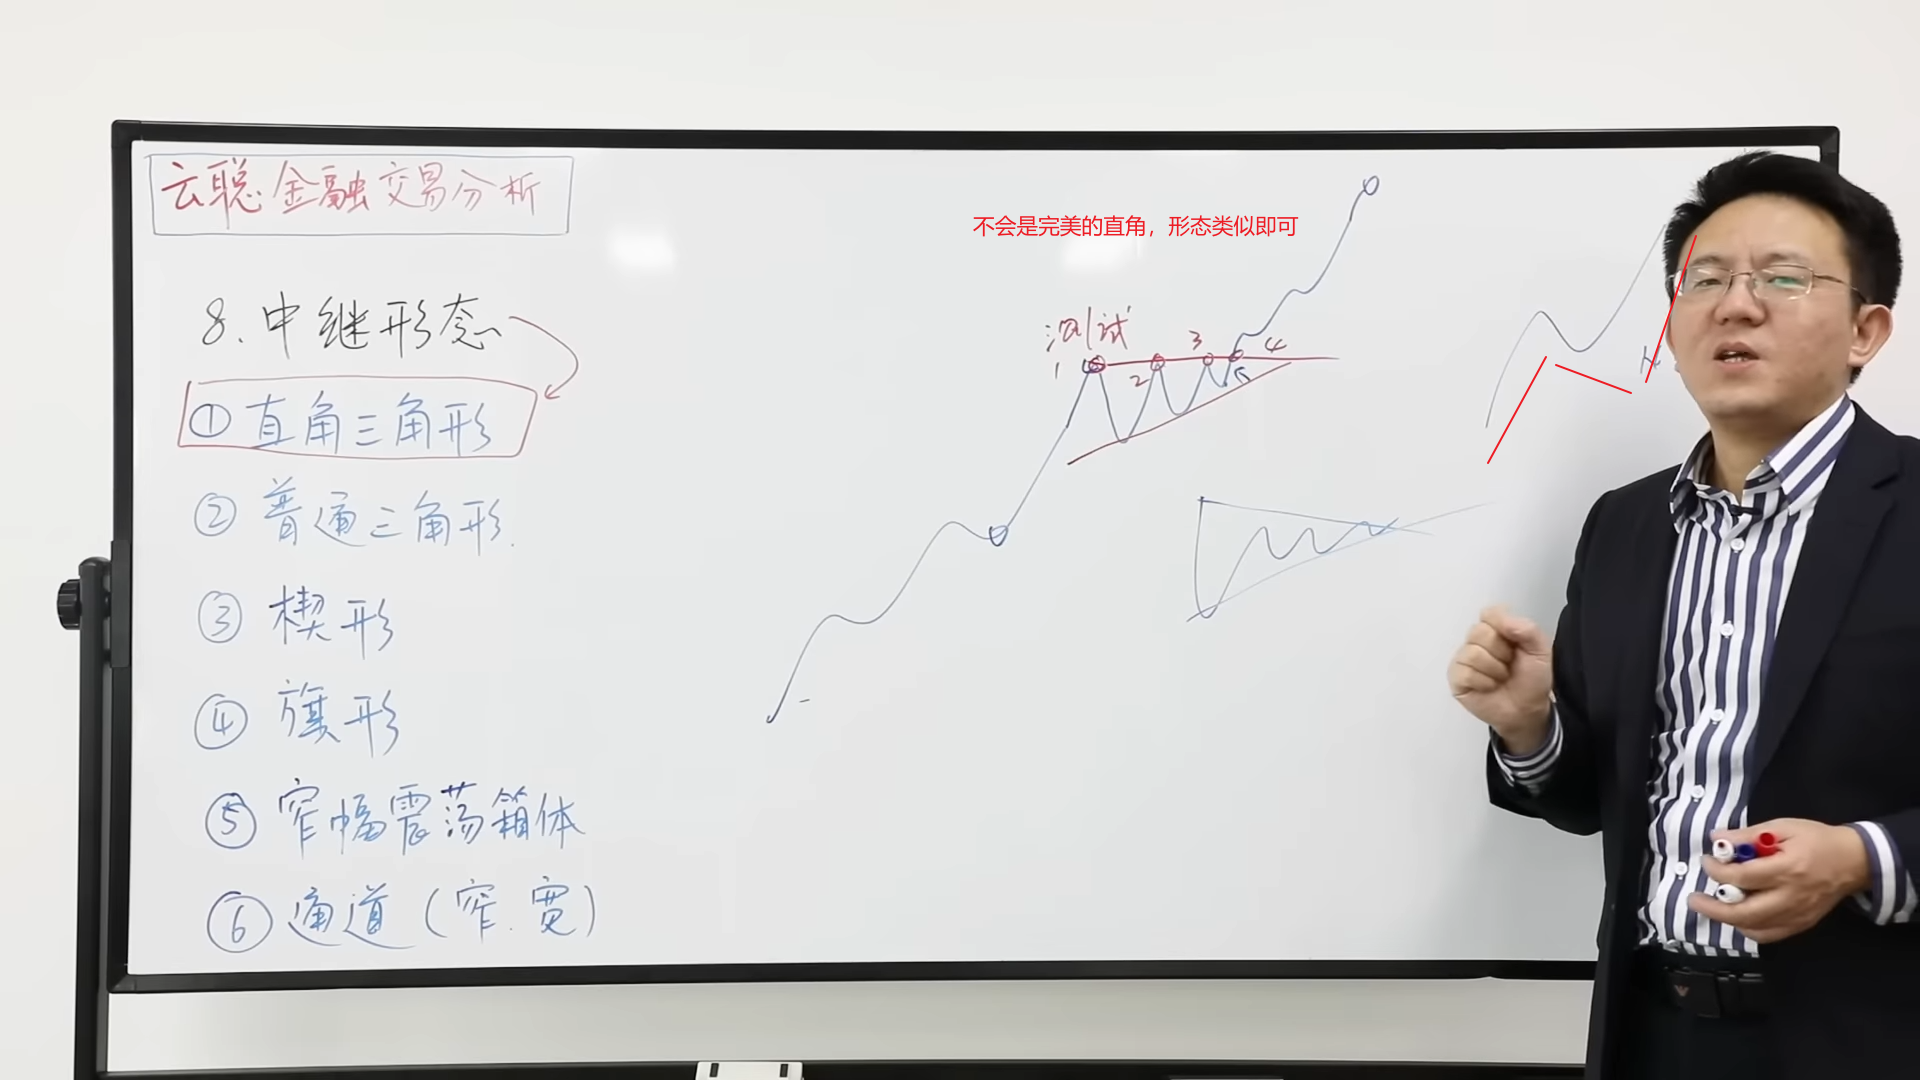 云聪金融交易分析
不会是完美的直角，形态类似即可
8.中继形态
测试
1 2 3 4
① 直角三角形
② 普通三角形
③ 楔形
④ 旗形
⑤ 窄幅震荡箱体
⑥ 通道(窄.宽)